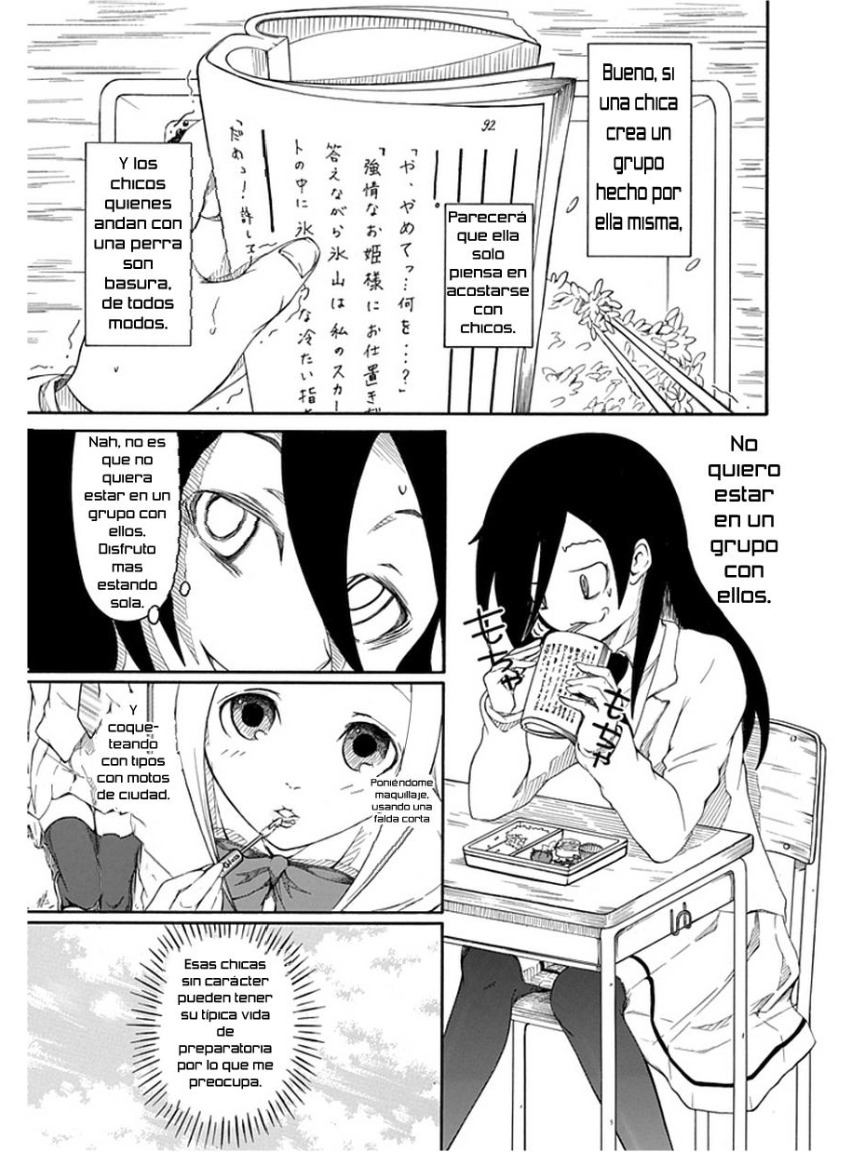 Bueno, si
una chica
crea un
grupo
hecho por
ella misma,
Parecerá
que ella
solo
piensa en
acostarse
con
chicos.
Y los
chicos
quienes
andan con
una perra
son
basura,
de todos
modos.
92
「や、やめてっ…何を…?」
「強情なお姫様にお仕置きだ
答えながら氷山は私のスカー
トの中に氷
な冷たい指
「だめっ!許して
No
quiero
estar
en un
grupo
con
ellos.
もちゃ
もちゃ
Nah, no es
que no
quiera
estar en un
grupo con
ellos.
Disfruto
mas
estando
sola.
Poniéndome
maquillaje,
usando una
falda corta
Y
coque-
teando
con tipos
con motos
de ciudad.
Esas chicas
sin carácter
pueden tener
su típica vida
de
preparatoria
por lo que me
preocupa.
5